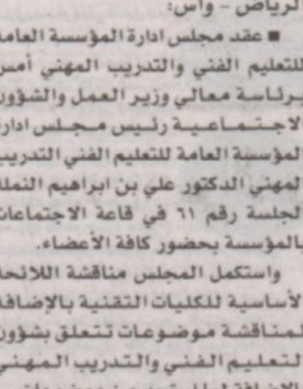 الرياض - واس:
■ عقد مجلس ادارة المؤسسة العامة
للتعليم الفني والتدريب المهني أمس
برئاسة معالي وزير العمل والشؤون
الاجتماعية رئيس مجلس ادارة
المؤسسة العامة للتعليم الفني التدريب
المهني الدكتور علي بن ابراهيم النملة
الجلسة رقم ٦١ في قاعة الاجتماعات
بالمؤسسة بحضور كافة الأعضاء.
واستكمل المجلس مناقشة اللائحة
الأساسية للكليات التقنية بالإضافة
لمناقشة موضوعات تتعلق بشؤون
التعليم الفني والتدريب المهني